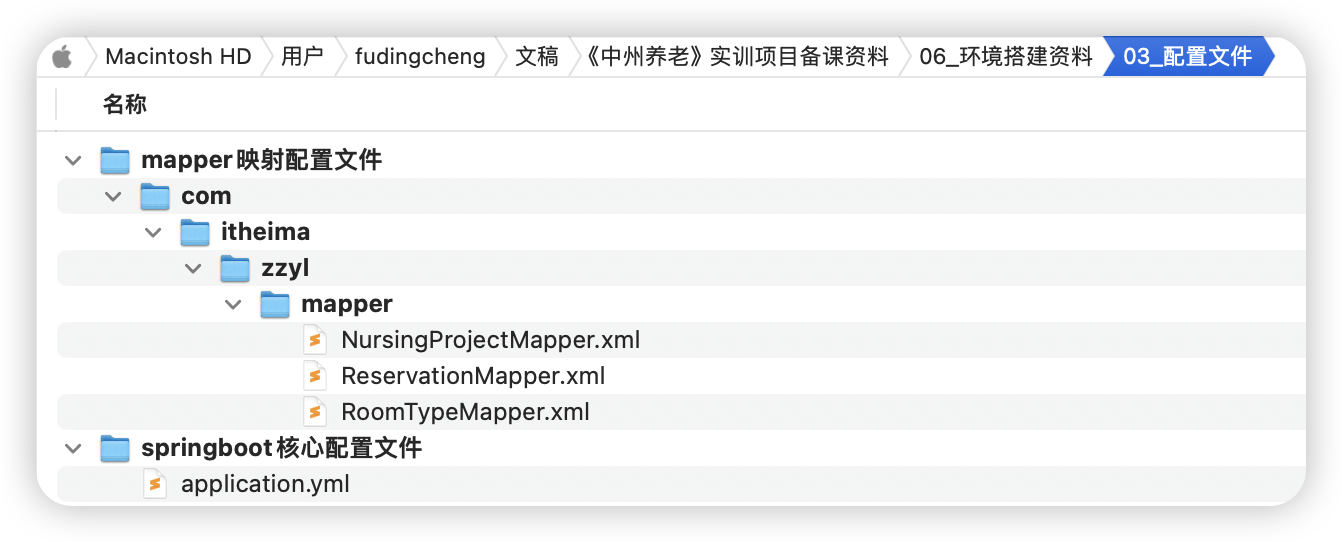 Macintosh HD 用户 fudingcheng 文稿 《中州养老》实训项目备课资料 06_环境搭建资料 03_配置文件
名称
mapper映射配置文件
com
itheima
zzyl
mapper
NursingProjectMapper.xml
ReservationMapper.xml
RoomTypeMapper.xml
springboot核心配置文件
application.yml